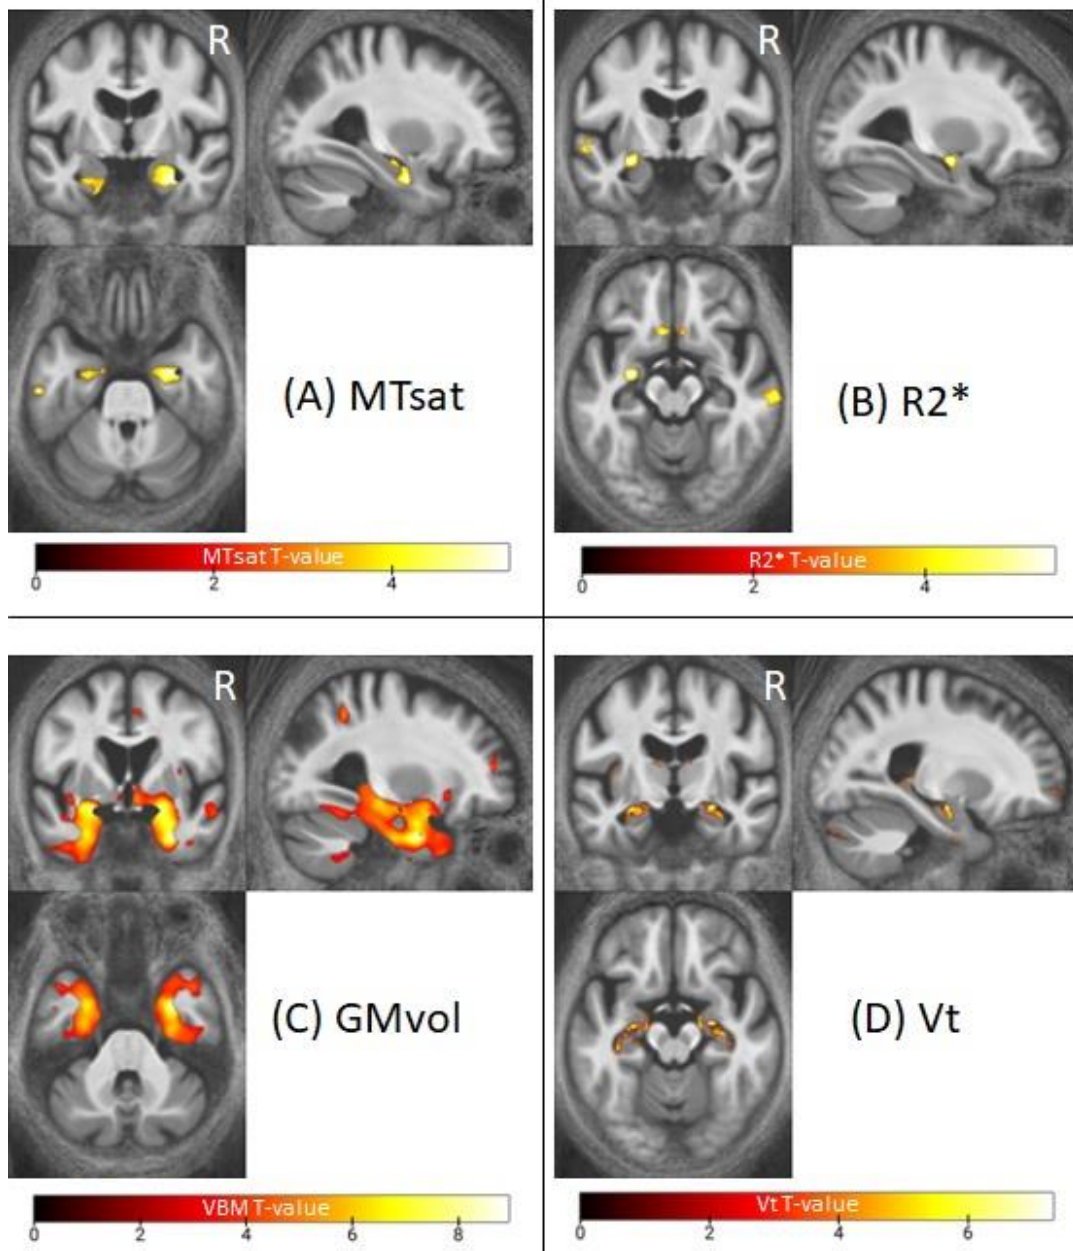 R
(A) MTsat
MTsat T-value
0 2 4
R
(B) R2*
R2* T-value
0 2 4
R
(C) GMvol
VBM T-value
0 2 4 6 8
R
(D) Vt
Vt T-value
0 2 4 6